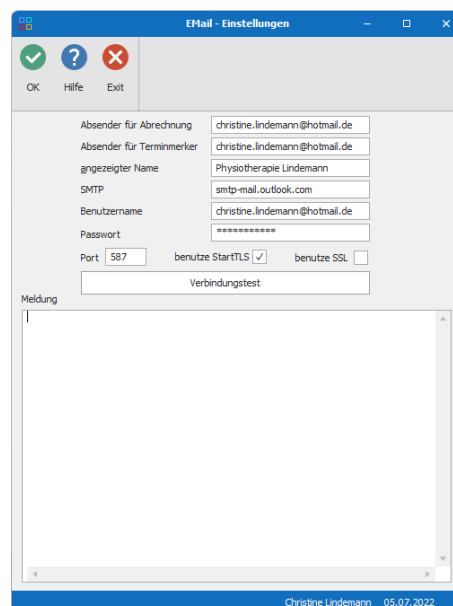 EMail - Einstellungen
OK Hilfe Exit
Absender für Abrechnung christine.lindemann@hotmail.de
Absender für Terminmerker christine.lindemann@hotmail.de
angezeigter Name Physiotherapie Lindemann
SMTP smtp-mail.outlook.com
Benutzername christine.lindemann@hotmail.de
Passwort ***********
Port 587 benutze StartTLS benutze SSL
Verbindungstest
Meldung
Christine Lindemann 05.07.2022